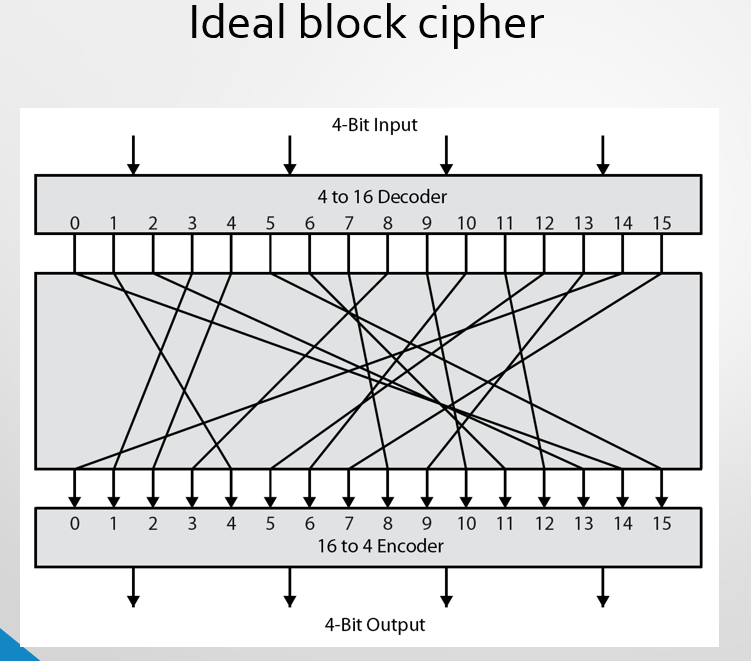 Ideal block cipher
4-Bit Input
4 to 16 Decoder
0 1 2 3 4 5 6 7 8 9 10 11 12 13 14 15
0 1 2 3 4 5 6 7 8 9 10 11 12 13 14 15
16 to 4 Encoder
4-Bit Output